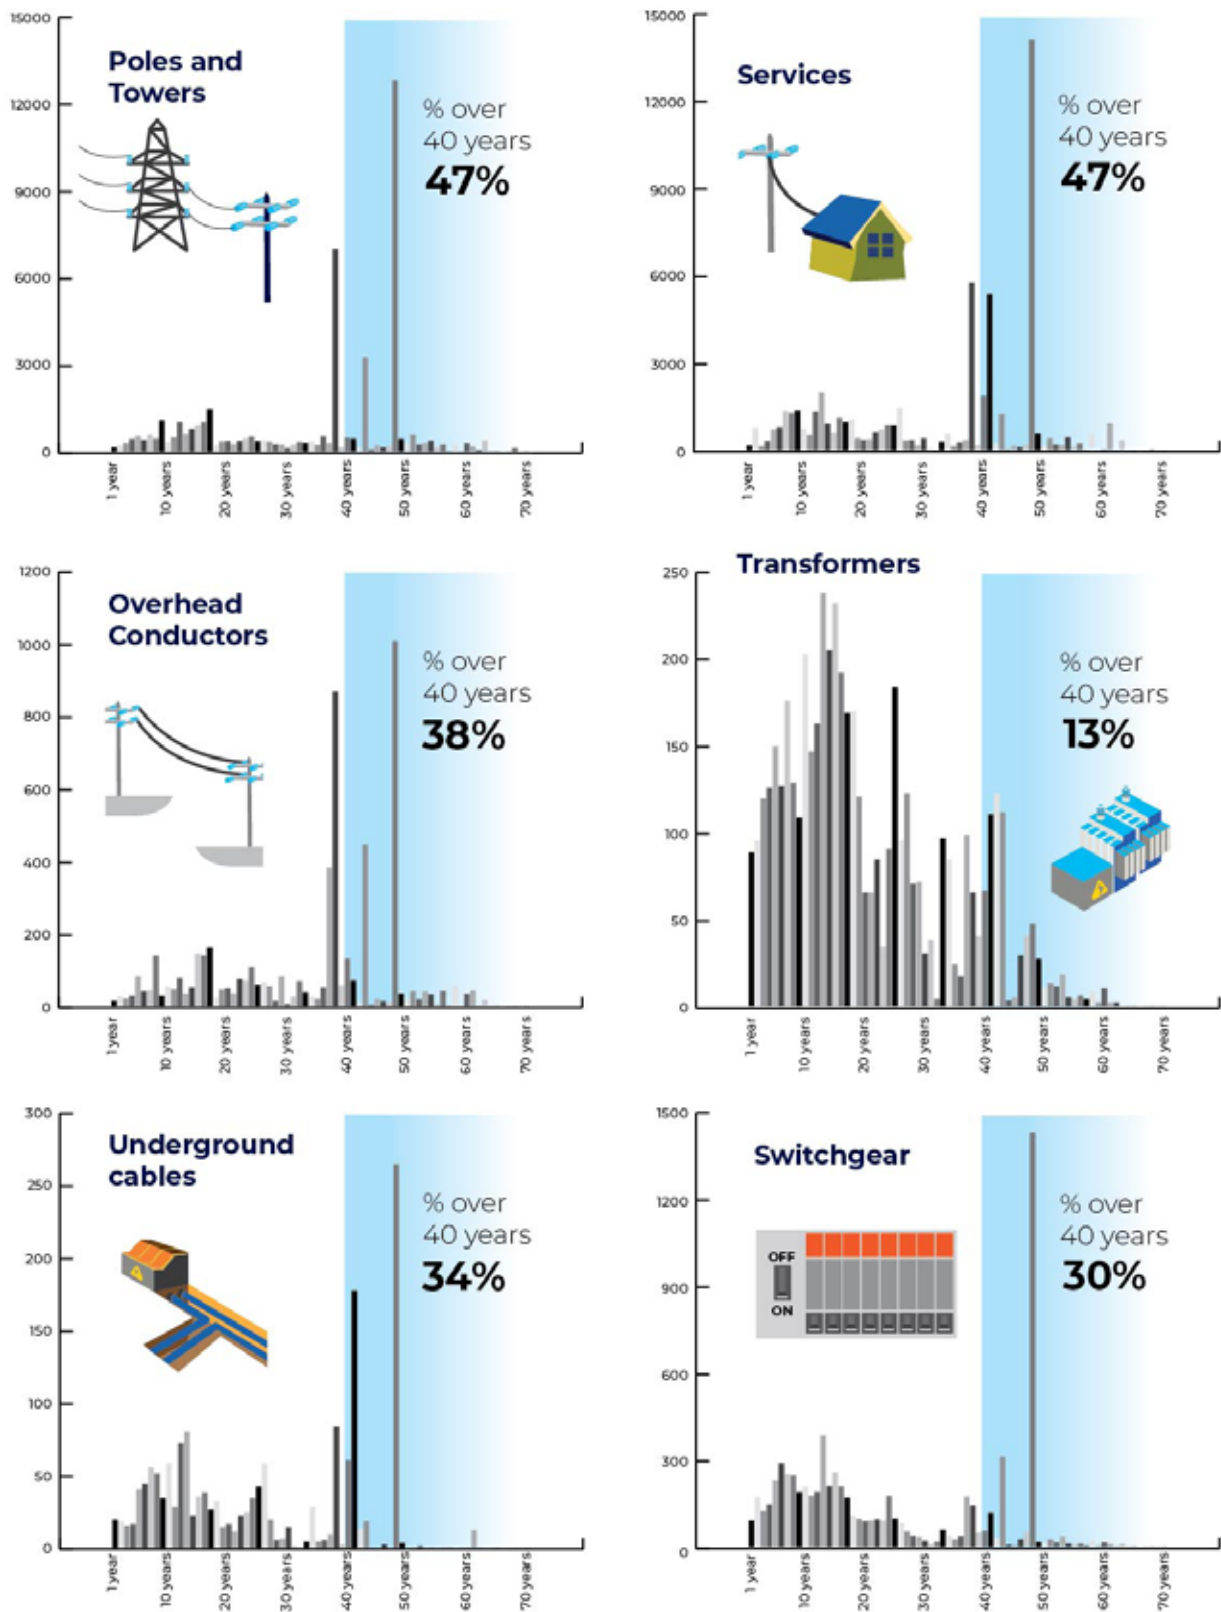 Poles and
Towers
% over
40 years
47%
15000
12000
9000
6000
3000
0
1 year
10 years
20 years
30 years
40 years
50 years
60 years
70 years
Services
% over
40 years
47%
15000
12000
9000
6000
3000
0
1 year
10 years
20 years
30 years
40 years
50 years
60 years
70 years
Overhead
Conductors
% over
40 years
38%
1200
1000
800
600
400
200
0
1 year
10 years
20 years
30 years
40 years
50 years
60 years
70 years
Transformers
% over
40 years
13%
250
200
150
100
50
0
1 year
10 years
20 years
30 years
40 years
50 years
60 years
70 years
Underground
cables
% over
40 years
34%
300
250
200
150
100
50
0
1 year
10 years
20 years
30 years
40 years
50 years
60 years
70 years
Switchgear
OFF
ON
% over
40 years
30%
1500
1200
900
600
300
0
1 year
10 years
20 years
30 years
40 years
50 years
60 years
70 years